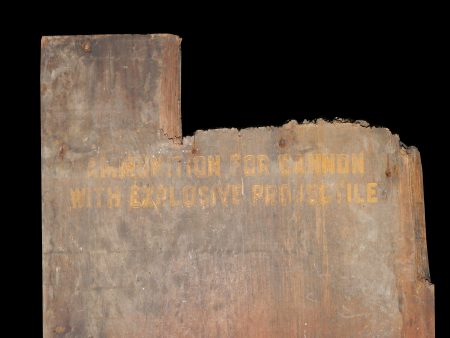 AMMUNITION FOR CANNON
WITH EXPLOSIVE PROJECTILE